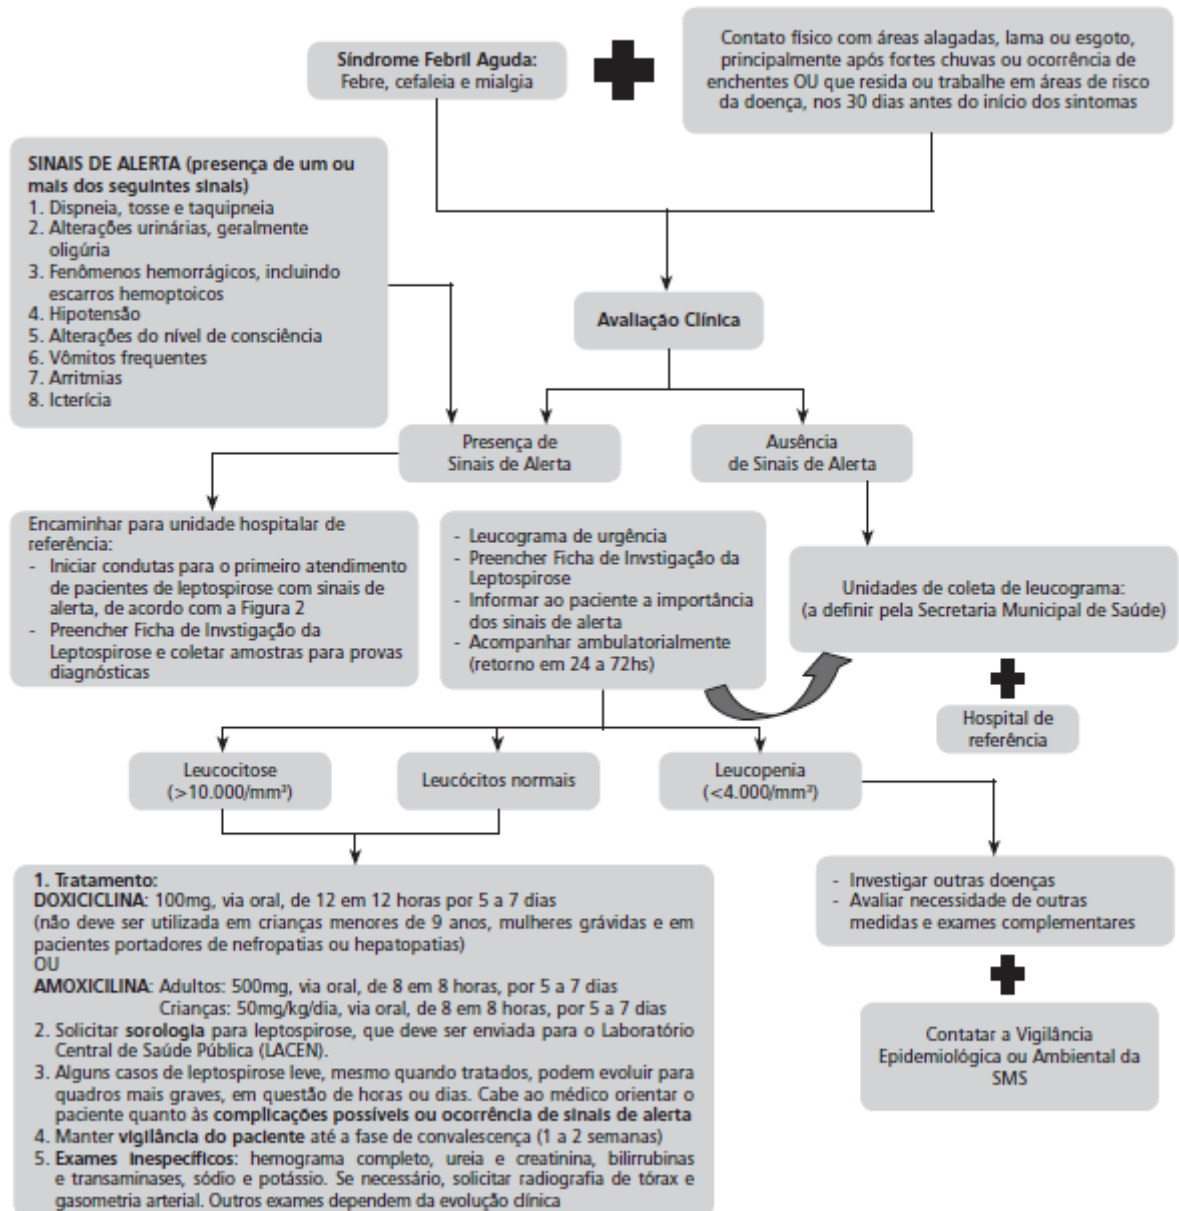 Síndrome Febril Aguda:
Febre, cefaleia e mialgia
Contato físico com áreas alagadas, lama ou esgoto,
principalmente após fortes chuvas ou ocorrência de
enchentes OU que resida ou trabalhe em áreas de risco
da doença, nos 30 dias antes do início dos sintomas
SINAIS DE ALERTA (presença de um ou
mais dos seguintes sinais)
1. Dispneia, tosse e taquipneia
2. Alterações urinárias, geralmente
oligúria
3. Fenômenos hemorrágicos, incluindo
escarros hemoptoicos
4. Hipotensão
5. Alterações do nível de consciência
6. Vômitos frequentes
7. Arritmias
8. Icterícia
Avaliação Clínica
Presença de
Sinais de Alerta
Ausência
de Sinais de Alerta
Encaminhar para unidade hospitalar de
referência:
- Iniciar condutas para o primeiro atendimento
de pacientes de leptospirose com sinais de
alerta, de acordo com a Figura 2
- Preencher Ficha de Invstigação da
Leptospirose e coletar amostras para provas
diagnósticas
- Leucograma de urgência
- Preencher Ficha de Invstigação da
Leptospirose
- Informar ao paciente a importância
dos sinais de alerta
- Acompanhar ambulatorialmente
(retorno em 24 a 72hs)
Unidades de coleta de leucograma:
(a definir pela Secretaria Municipal de Saúde)
Hospital de
referência
Leucocitose
(>10.000/mm³)
Leucócitos normais
Leucopenia
(<4.000/mm³)
1. Tratamento:
DOXICICLINA: 100mg, via oral, de 12 em 12 horas por 5 a 7 dias
(não deve ser utilizada em crianças menores de 9 anos, mulheres grávidas e em
pacientes portadores de nefropatias ou hepatopatias)
OU
AMOXICILINA: Adultos: 500mg, via oral, de 8 em 8 horas, por 5 a 7 dias
Crianças: 50mg/kg/dia, via oral, de 8 em 8 horas, por 5 a 7 dias
2. Solicitar sorologia para leptospirose, que deve ser enviada para o Laboratório
Central de Saúde Pública (LACEN).
3. Alguns casos de leptospirose leve, mesmo quando tratados, podem evoluir para
quadros mais graves, em questão de horas ou dias. Cabe ao médico orientar o
paciente quanto às complicações possíveis ou ocorrência de sinais de alerta
4. Manter vigilância do paciente até a fase de convalescença (1 a 2 semanas)
5. Exames inespecíficos: hemograma completo, ureia e creatinina, bilirrubinas
e transaminases, sódio e potássio. Se necessário, solicitar radiografia de tórax e
gasometria arterial. Outros exames dependem da evolução clínica
- Investigar outras doenças
- Avaliar necessidade de outras
medidas e exames complementares
Contatar a Vigilância
Epidemiológica ou Ambiental da
SMS